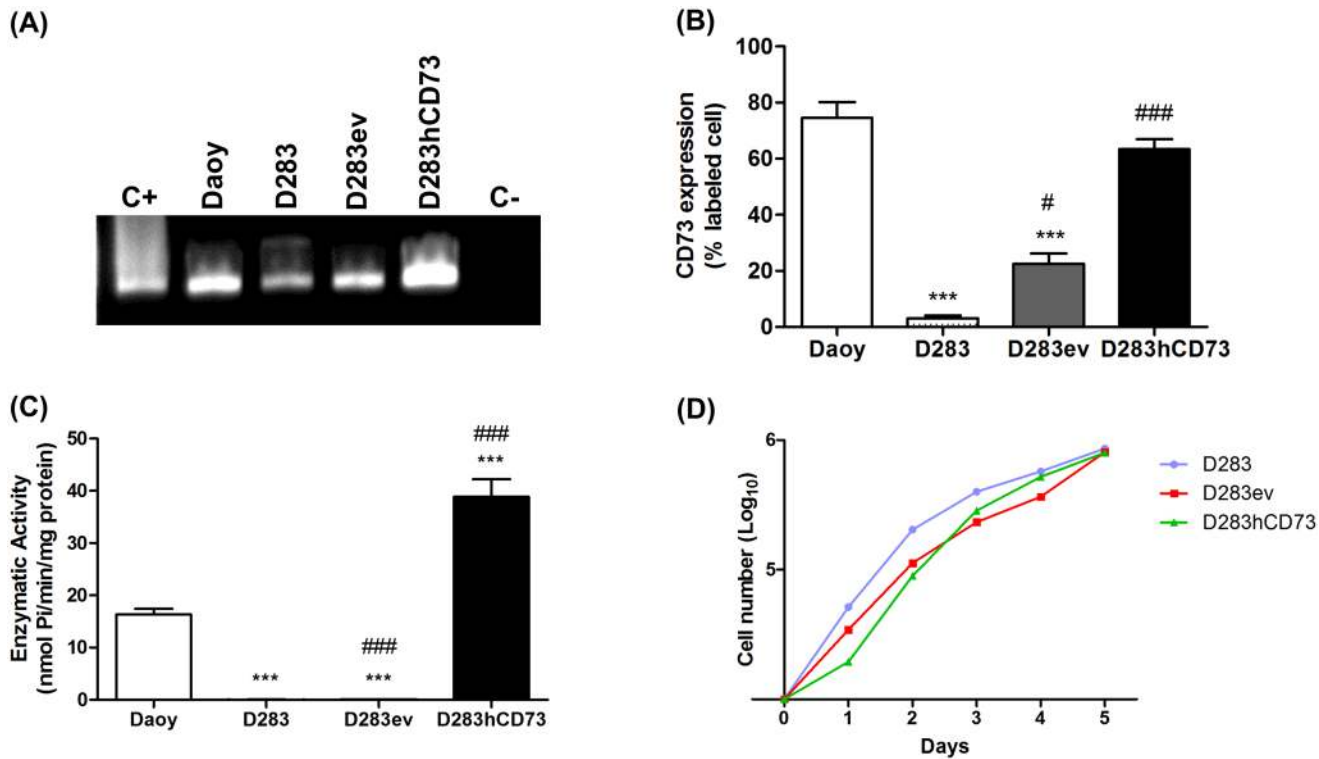 (A)
C+ Daoy D283 D283ev D283hCD73 C-
(B)
CD73 expression
(% labeled cell)
100
80
60
40
20
0
***
#
***
###
Daoy D283 D283ev D283hCD73
(C)
Enzymatic Activity
(nmol Pi/min/mg protein)
50
40
30
20
10
0
***
###
***
###
***
Daoy D283 D283ev D283hCD73
(D)
Cell number (Log10)
6
5
0 1 2 3 4 5
Days
D283
D283ev
D283hCD73